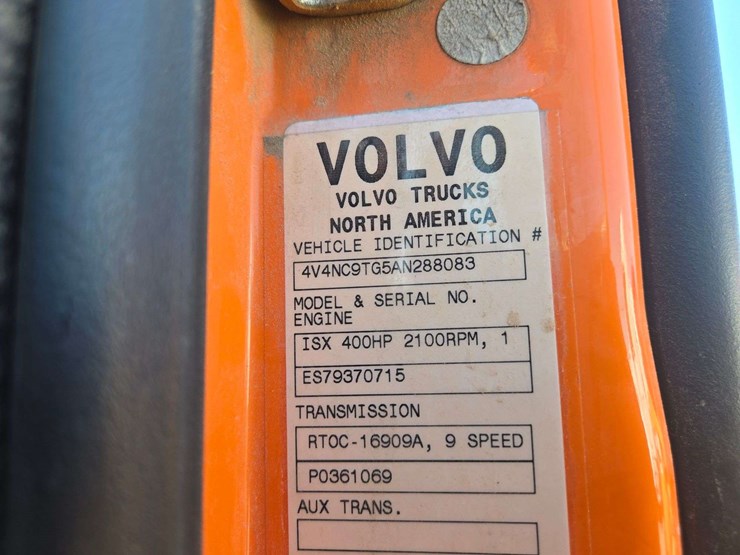 VOLVO
VOLVO TRUCKS
NORTH AMERICA
VEHICLE IDENTIFICATION #
4V4NC9TG5AN288083
MODEL & SERIAL NO.
ENGINE
ISX 400HP 2100RPM, 1
ES79370715
TRANSMISSION
RTOC-16909A, 9 SPEED
P0361069
AUX TRANS.